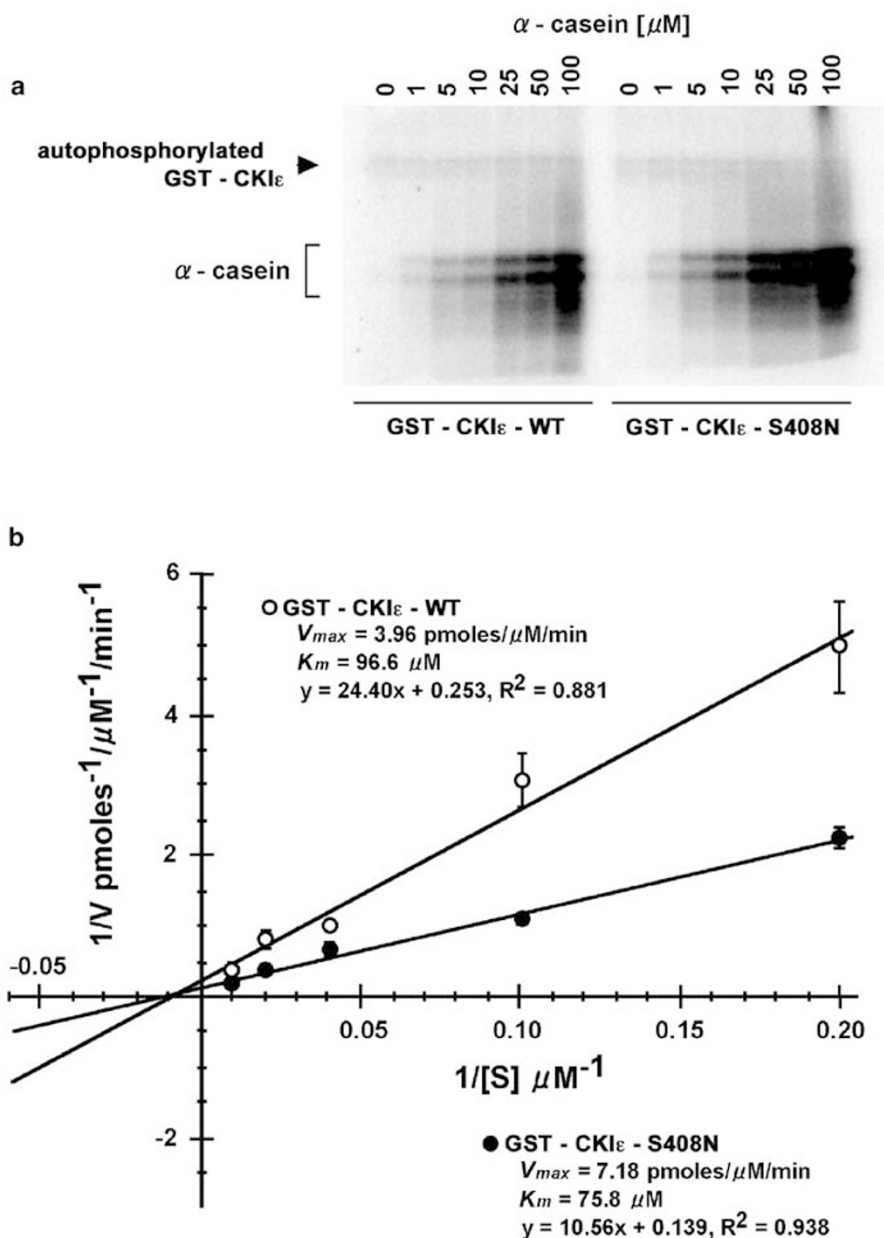 α - casein [μM]
a
0 1 5 10 25 50 100 0 1 5 10 25 50 100
autophosphorylated
GST - CKIε
α - casein
GST - CKIε - WT GST - CKIε - S408N
b
1/V pmoles⁻¹/μM⁻¹/min⁻¹
6
GST - CKIε - WT
Vmax = 3.96 pmoles/μM/min
Km = 96.6 μM
y = 24.40x + 0.253, R² = 0.881
4
2
-0.05
0.05 0.10 0.15 0.20
1/[S] μM⁻¹
-2
GST - CKIε - S408N
Vmax = 7.18 pmoles/μM/min
Km = 75.8 μM
y = 10.56x + 0.139, R² = 0.938